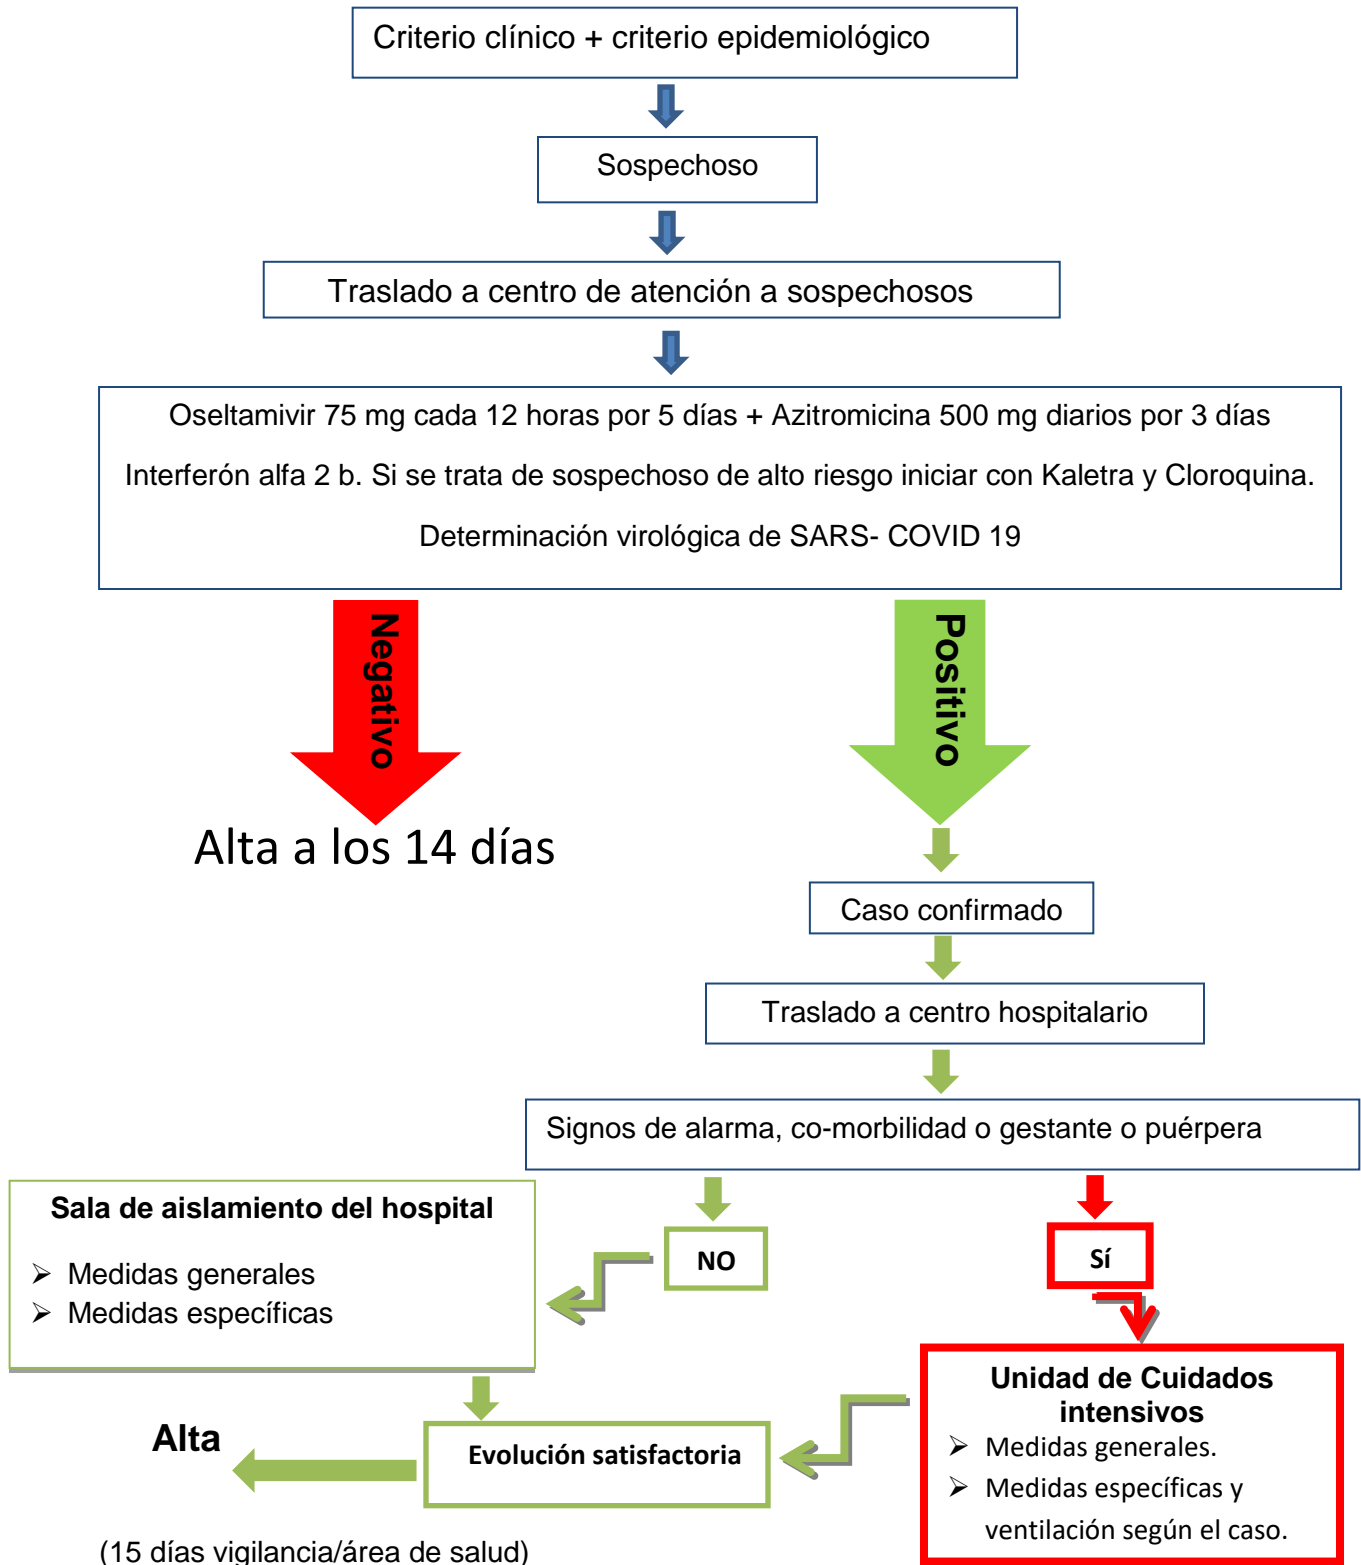 Criterio clínico + criterio epidemiológico
Sospechoso
Traslado a centro de atención a sospechosos
Oseltamivir 75 mg cada 12 horas por 5 días + Azitromicina 500 mg diarios por 3 días
Interferón alfa 2 b. Si se trata de sospechoso de alto riesgo iniciar con Kaletra y Cloroquina.
Determinación virológica de SARS- COVID 19
Negativo
Positivo
Alta a los 14 días
Caso confirmado
Traslado a centro hospitalario
Signos de alarma, co-morbilidad o gestante o puérpera
NO
Sí
Sala de aislamiento del hospital
➢ Medidas generales
➢ Medidas específicas
Unidad de Cuidados
intensivos
➢ Medidas generales.
➢ Medidas específicas y
ventilación según el caso.
Evolución satisfactoria
Alta
(15 días vigilancia/área de salud)